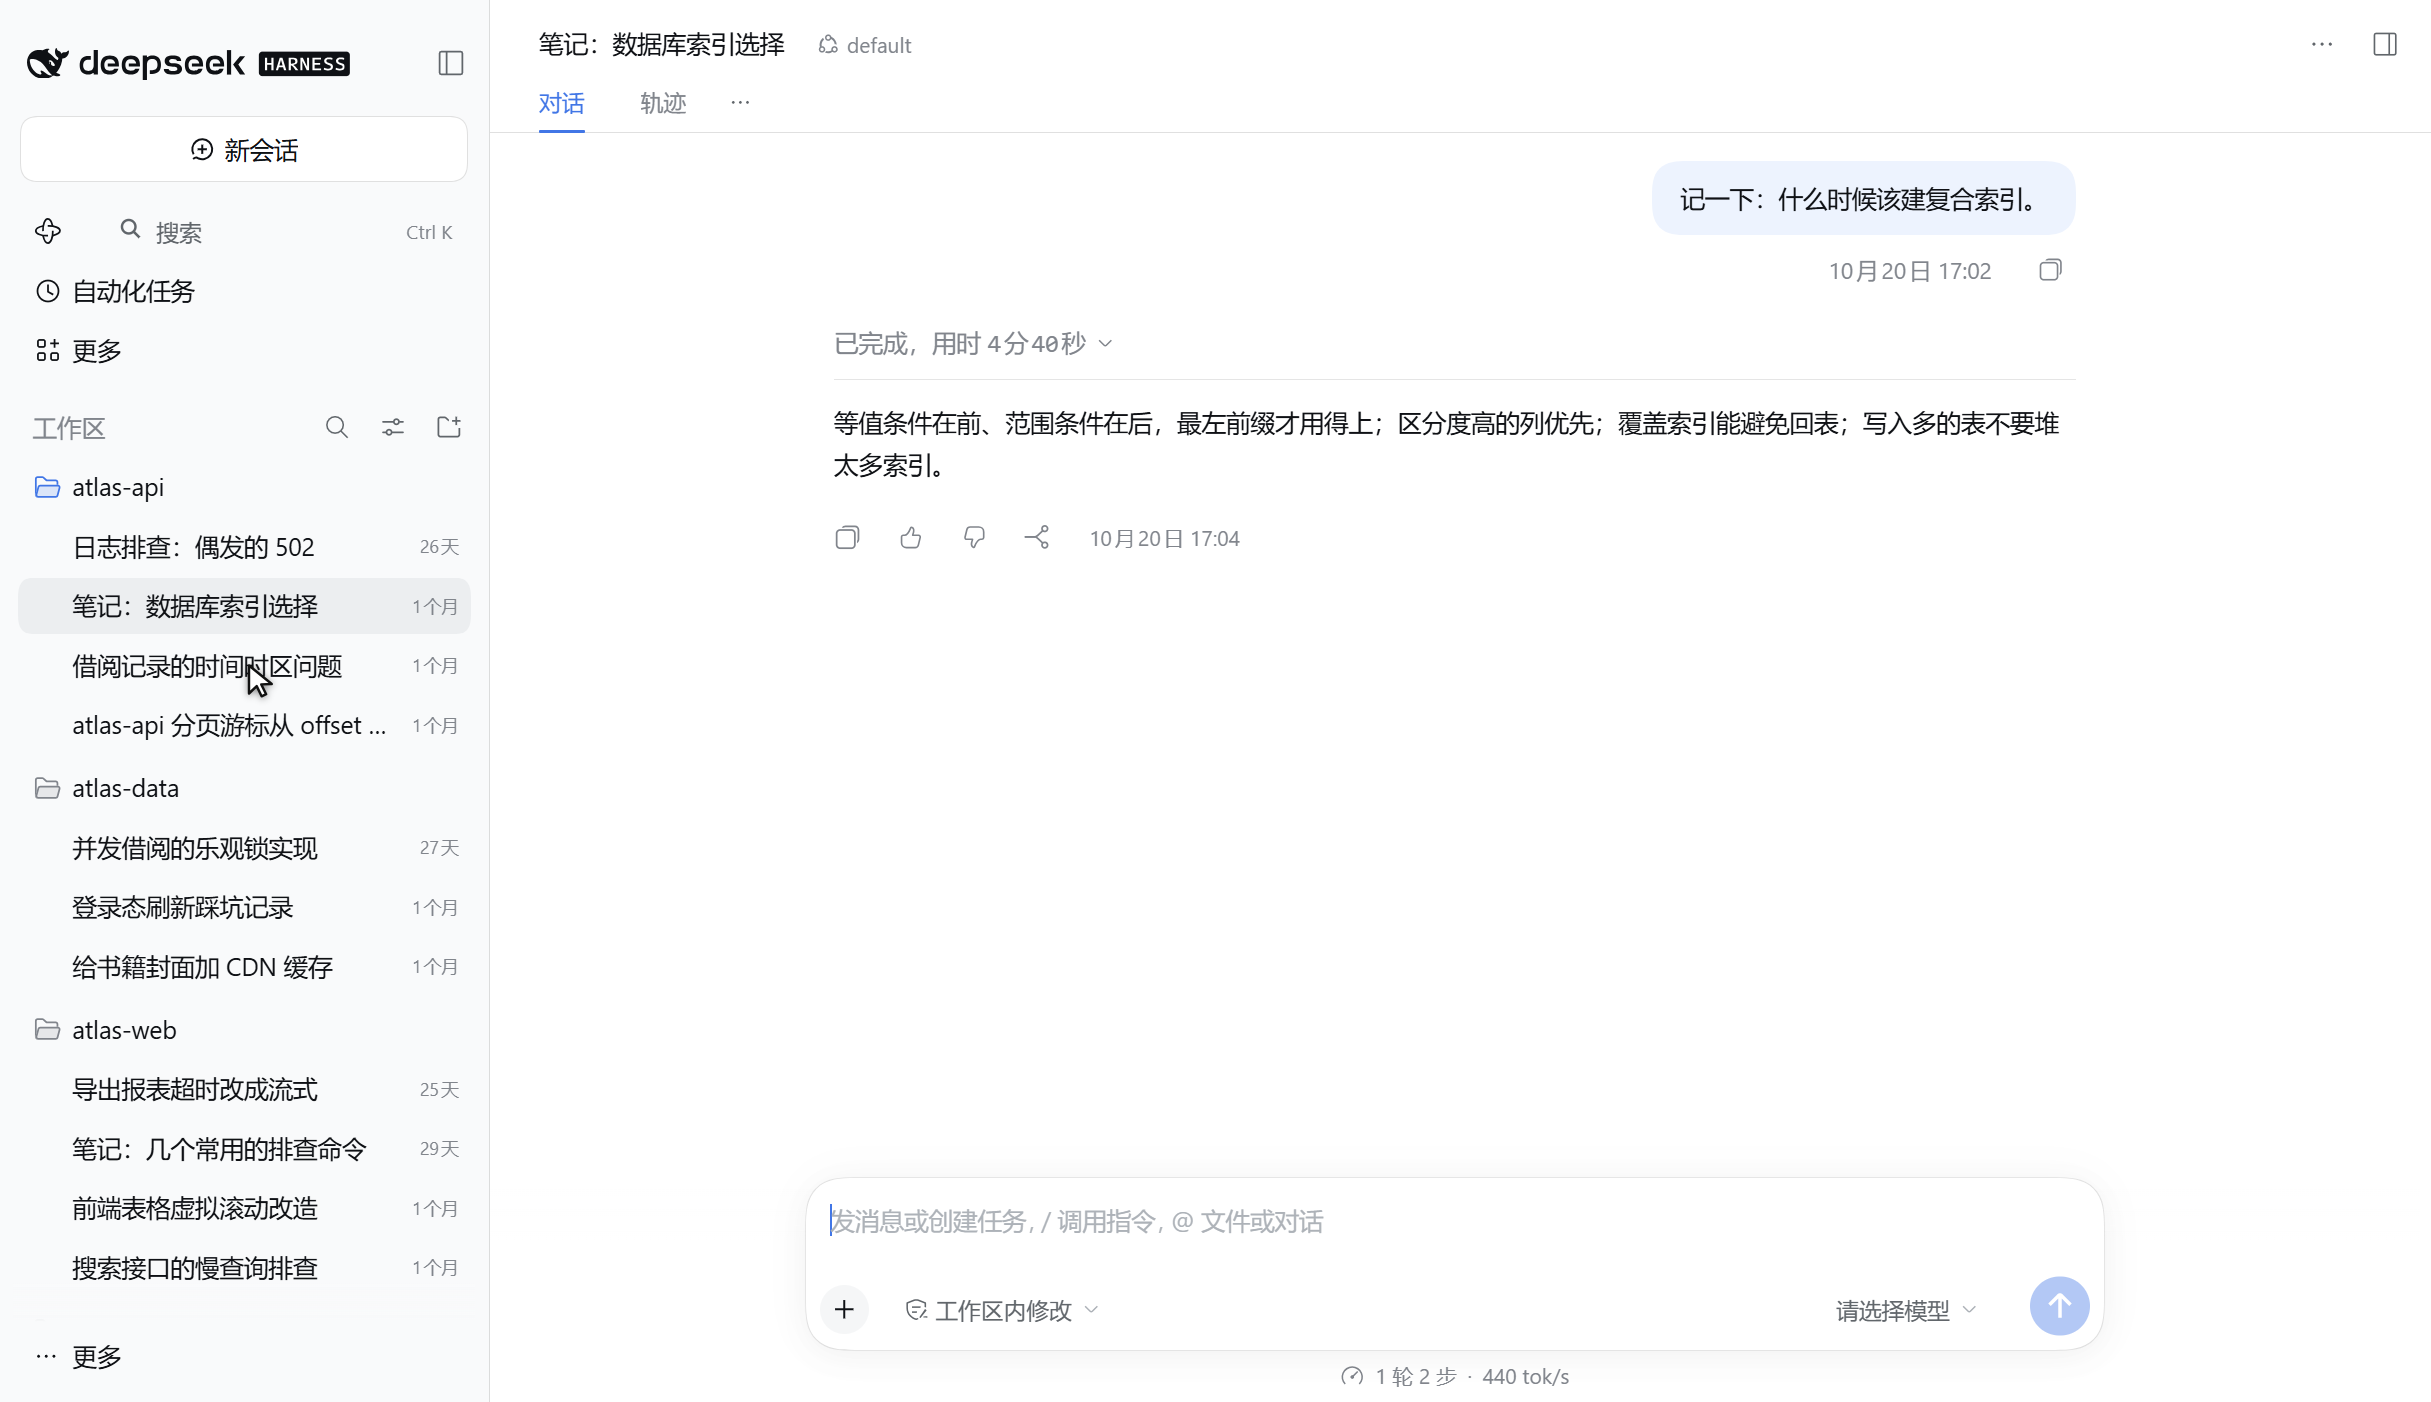 deepseek HARNESS
新会话
搜索 Ctrl K
自动化任务
更多
工作区
atlas-api
日志排查：偶发的 502 26天
笔记：数据库索引选择 1个月
借阅记录的时间时区问题 1个月
atlas-api 分页游标从 offset ... 1个月
atlas-data
并发借阅的乐观锁实现 27天
登录态刷新踩坑记录 1个月
给书籍封面加 CDN 缓存 1个月
atlas-web
导出报表超时改成流式 25天
笔记：几个常用的排查命令 29天
前端表格虚拟滚动改造 1个月
搜索接口的慢查询排查 1个月
更多
笔记：数据库索引选择 default
对话 轨迹
记一下：什么时候该建复合索引。
10月20日 17:02
已完成，用时 4分40秒
等值条件在前、范围条件在后，最左前缀才用得上；区分度高的列优先；覆盖索引能避免回表；写入多的表不要堆
太多索引。
10月20日 17:04
发消息或创建任务, / 调用指令, @ 文件或对话
工作区内修改 请选择模型
1 轮 2 步 · 440 tok/s